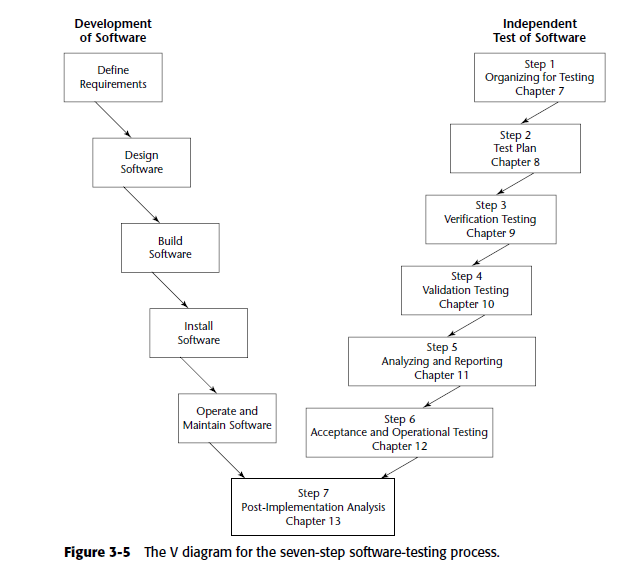 Development
of Software
Independent
Test of Software
Define
Requirements
Step 1
Organizing for Testing
Chapter 7
Design
Software
Step 2
Test Plan
Chapter 8
Build
Software
Step 3
Verification Testing
Chapter 9
Install
Software
Step 4
Validation Testing
Chapter 10
Step 5
Analyzing and Reporting
Chapter 11
Operate and
Maintain Software
Step 6
Acceptance and Operational Testing
Chapter 12
Step 7
Post-Implementation Analysis
Chapter 13
Figure 3-5 The V diagram for the seven-step software-testing process.